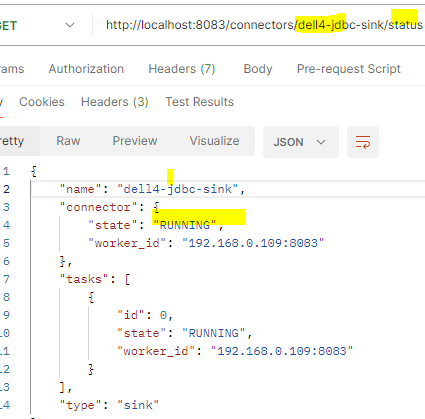 GET
http://localhost:8083/connectors/dell4-jdbc-sink/status
rams Authorization Headers (7) Body Pre-request Script
y Cookies Headers (3) Test Results
retty Raw Preview Visualize JSON
1 {
2 "name": "dell4-jdbc-sink",
3 "connector": {
4 "state": "RUNNING",
5 "worker_id": "192.168.0.109:8083"
6 },
7 "tasks": [
8 {
9 "id": 0,
10 "state": "RUNNING",
11 "worker_id": "192.168.0.109:8083"
12 }
13 ],
14 "type": "sink"